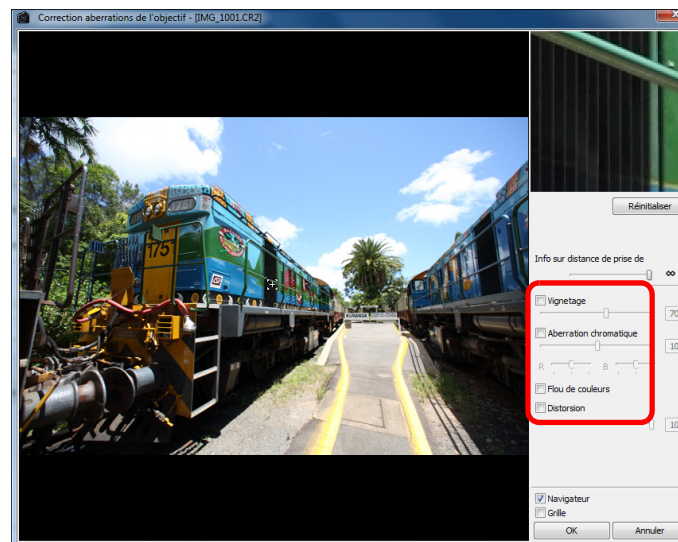 Correction aberrations de l'objectif - [IMG_1001.CR2]
Réinitialiser
Info sur distance de prise de
∞
Vignetage
70
Aberration chromatique
10
R B
Flou de couleurs
Distorsion
10
Navigateur
Grille
OK Annuler
175
KURANDA